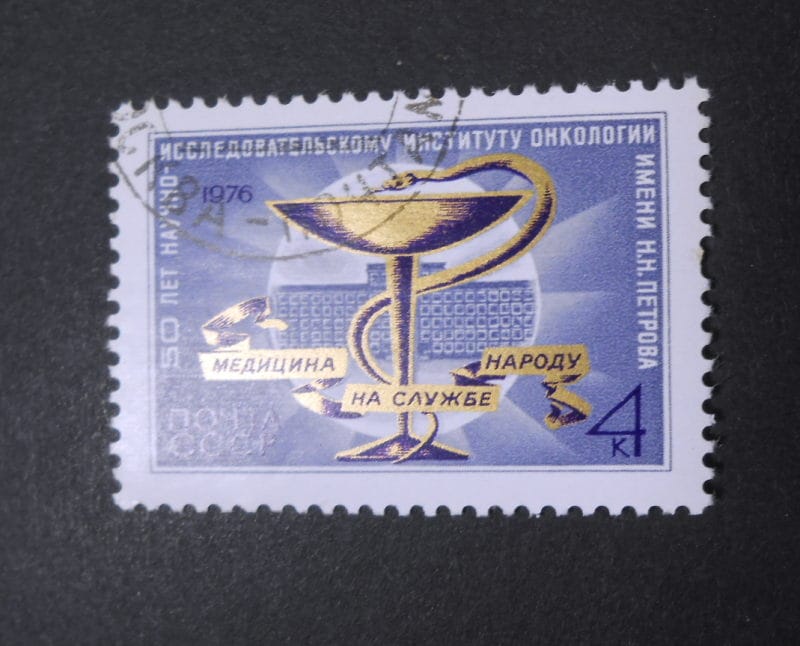 50 ЛЕТ НАУЧНО-
ИССЛЕДОВАТЕЛЬСКОМУ ИНСТИТУТУ ОНКОЛОГИИ
ИМЕНИ Н.Н. ПЕТРОВА
1976
МЕДИЦИНА
НА СЛУЖБЕ
НАРОДУ
ПОЧТА
СССР
4
К